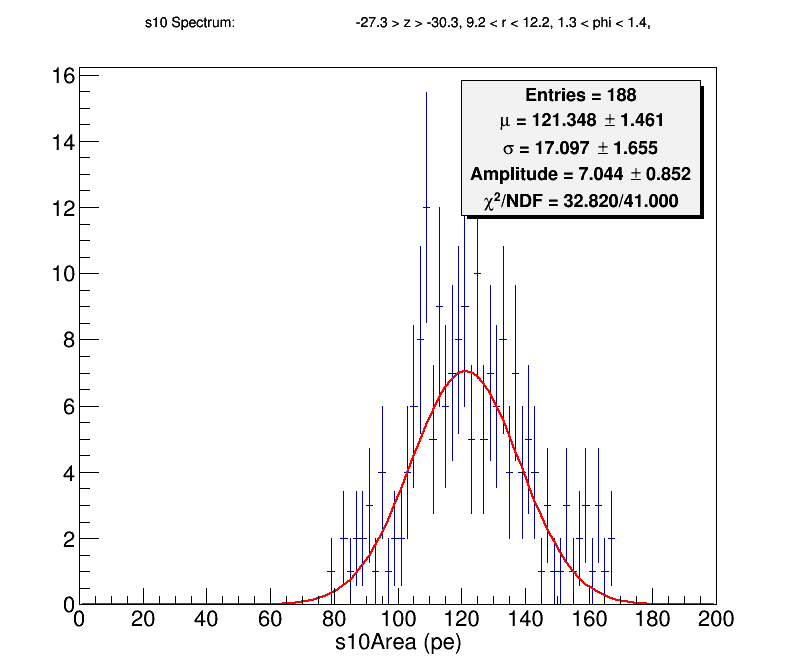 s10 Spectrum: -27.3 > z > -30.3, 9.2 < r < 12.2, 1.3 < phi < 1.4,
Entries = 188
μ = 121.348 ± 1.461
σ = 17.097 ± 1.655
Amplitude = 7.044 ± 0.852
χ²/NDF = 32.820/41.000
16
14
12
10
8
6
4
2
0
0 20 40 60 80 100 120 140 160 180 200
s10Area (pe)